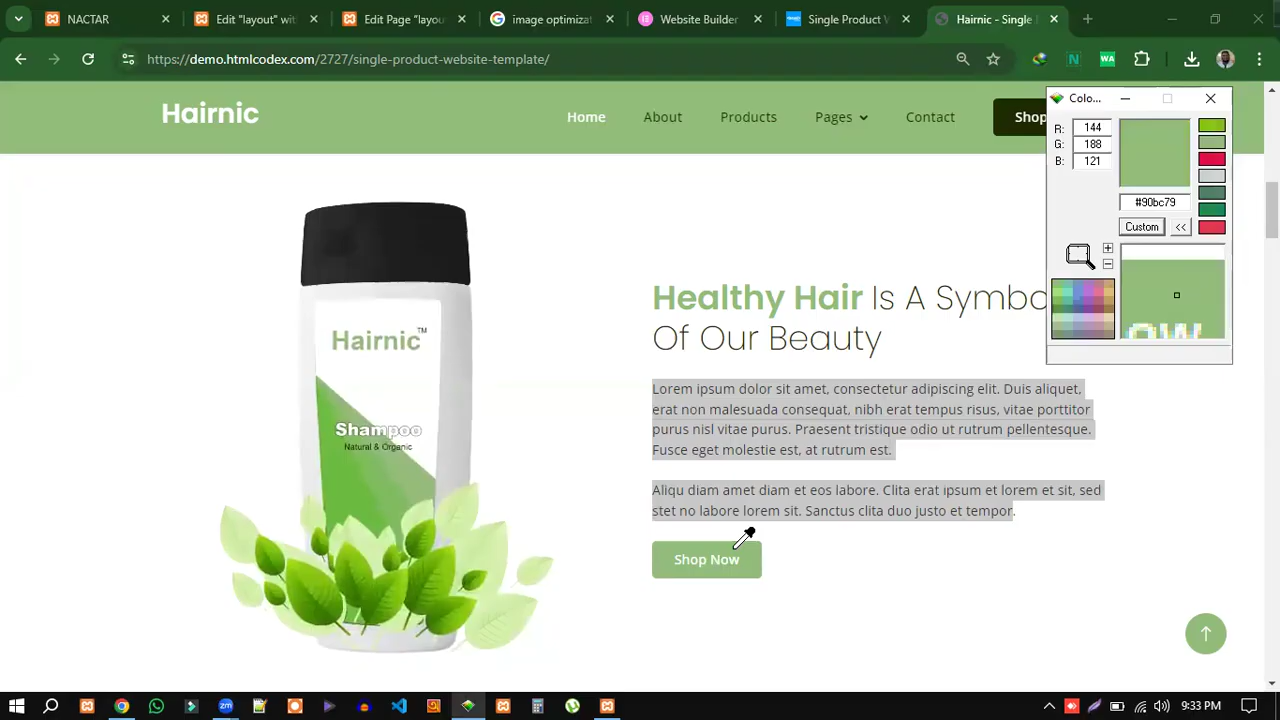 NACTAR
Edit "layout" wit
Edit Page "layou
image optimizat
Website Builder
Single Product W
Hairnic - Single P
https://demo.htmlcodex.com/2727/single-product-website-template/
Hairnic
Home
About
Products
Pages
Contact
Shop
Colo...
R: 144
G: 188
B: 121
#90bc79
Custom
<<
Hairnic™
Shampoo
Natural & Organic
Healthy Hair Is A Symbo
Of Our Beauty
Lorem ipsum dolor sit amet, consectetur adipiscing elit. Duis aliquet,
erat non malesuada consequat, nibh erat tempus risus, vitae porttitor
purus nisl vitae purus. Praesent tristique odio ut rutrum pellentesque.
Fusce eget molestie est, at rutrum est.
Aliqu diam amet diam et eos labore. Clita erat ipsum et lorem et sit, sed
stet no labore lorem sit. Sanctus clita duo justo et tempor.
Shop Now
9:33 PM